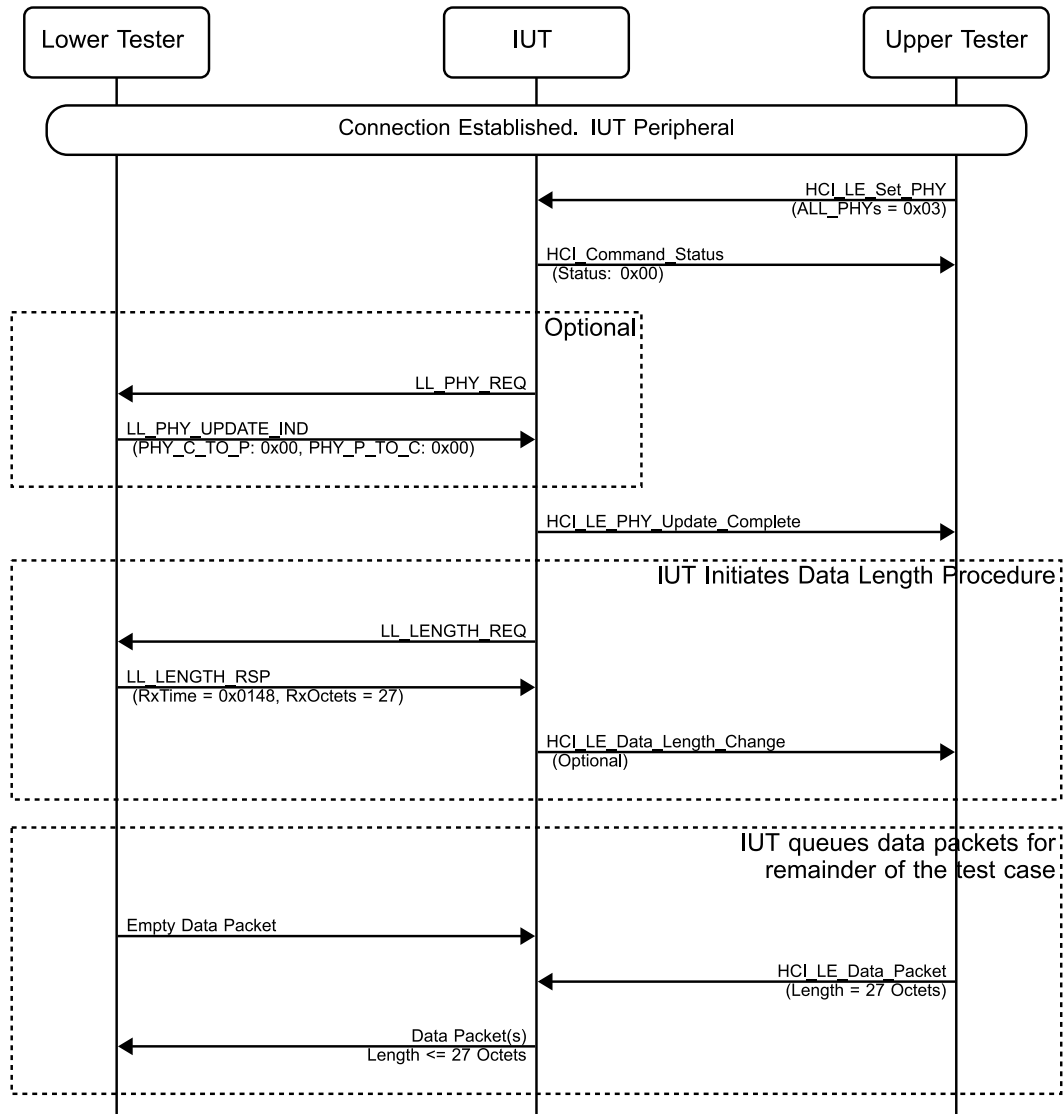 Lower Tester
IUT
Upper Tester
Connection Established. IUT Peripheral
HCI_LE_Set_PHY
(ALL_PHYs = 0x03)
HCI_Command_Status
(Status: 0x00)
Optional
LL_PHY_REQ
LL_PHY_UPDATE_IND
(PHY_C_TO_P: 0x00, PHY_P_TO_C: 0x00)
HCI_LE_PHY_Update_Complete
IUT Initiates Data Length Procedure
LL_LENGTH_REQ
LL_LENGTH_RSP
(RxTime = 0x0148, RxOctets = 27)
HCI_LE_Data_Length_Change
(Optional)
IUT queues data packets for
remainder of the test case
Empty Data Packet
HCI_LE_Data_Packet
(Length = 27 Octets)
Data Packet(s)
Length <= 27 Octets